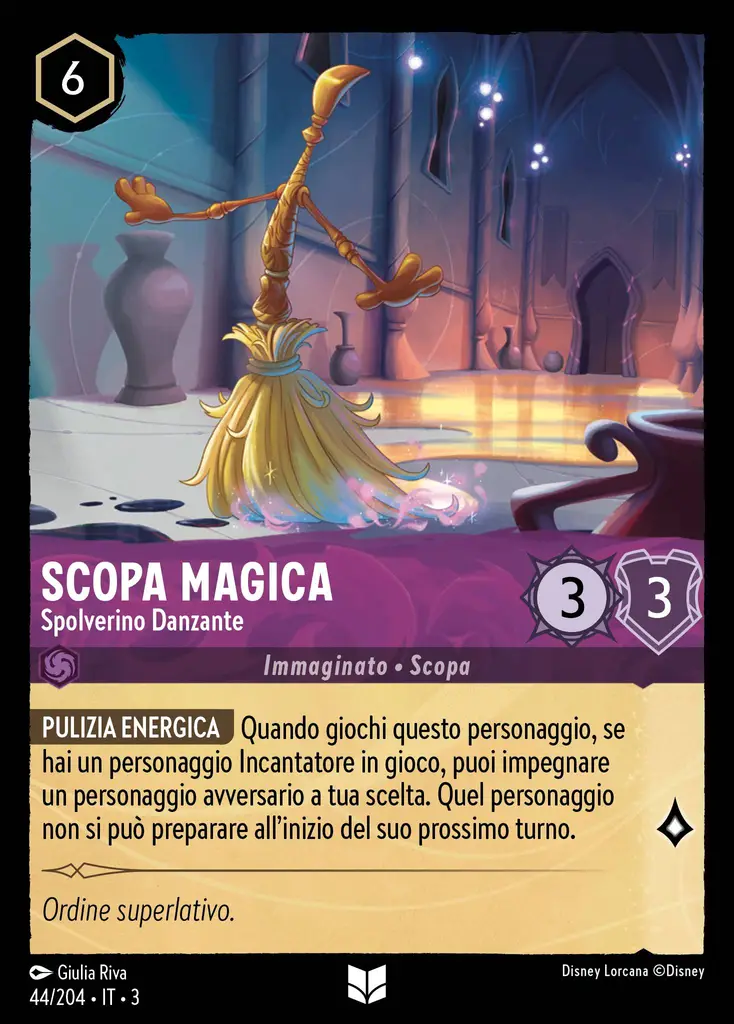 6
SCOPA MAGICA
Spolverino Danzante
3
3
Immaginato • Scopa
PULIZIA ENERGICA Quando giochi questo personaggio, se
hai un personaggio Incantatore in gioco, puoi impegnare
un personaggio avversario a tua scelta. Quel personaggio
non si può preparare all'inizio del suo prossimo turno.
Ordine superlativo.
Giulia Riva
44/204 • IT • 3
Disney Lorcana ©Disney